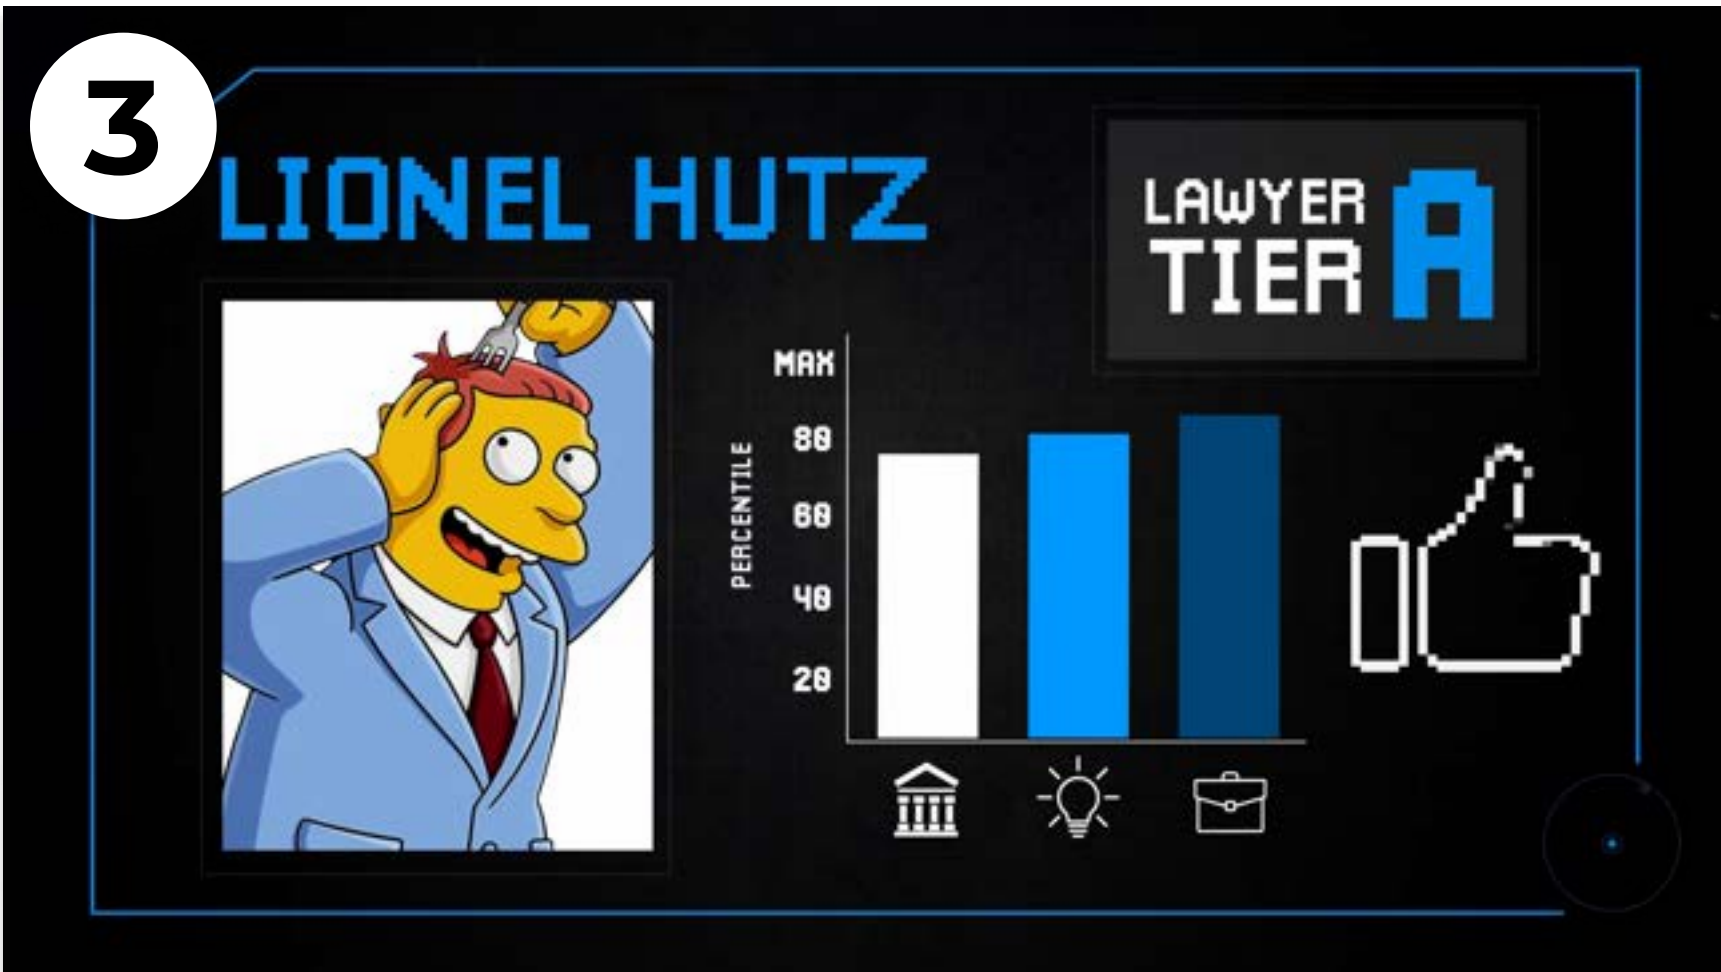 3
LIONEL HUTZ
LAWYER
TIER A
MAX
80
60
40
20
PERCENTILE